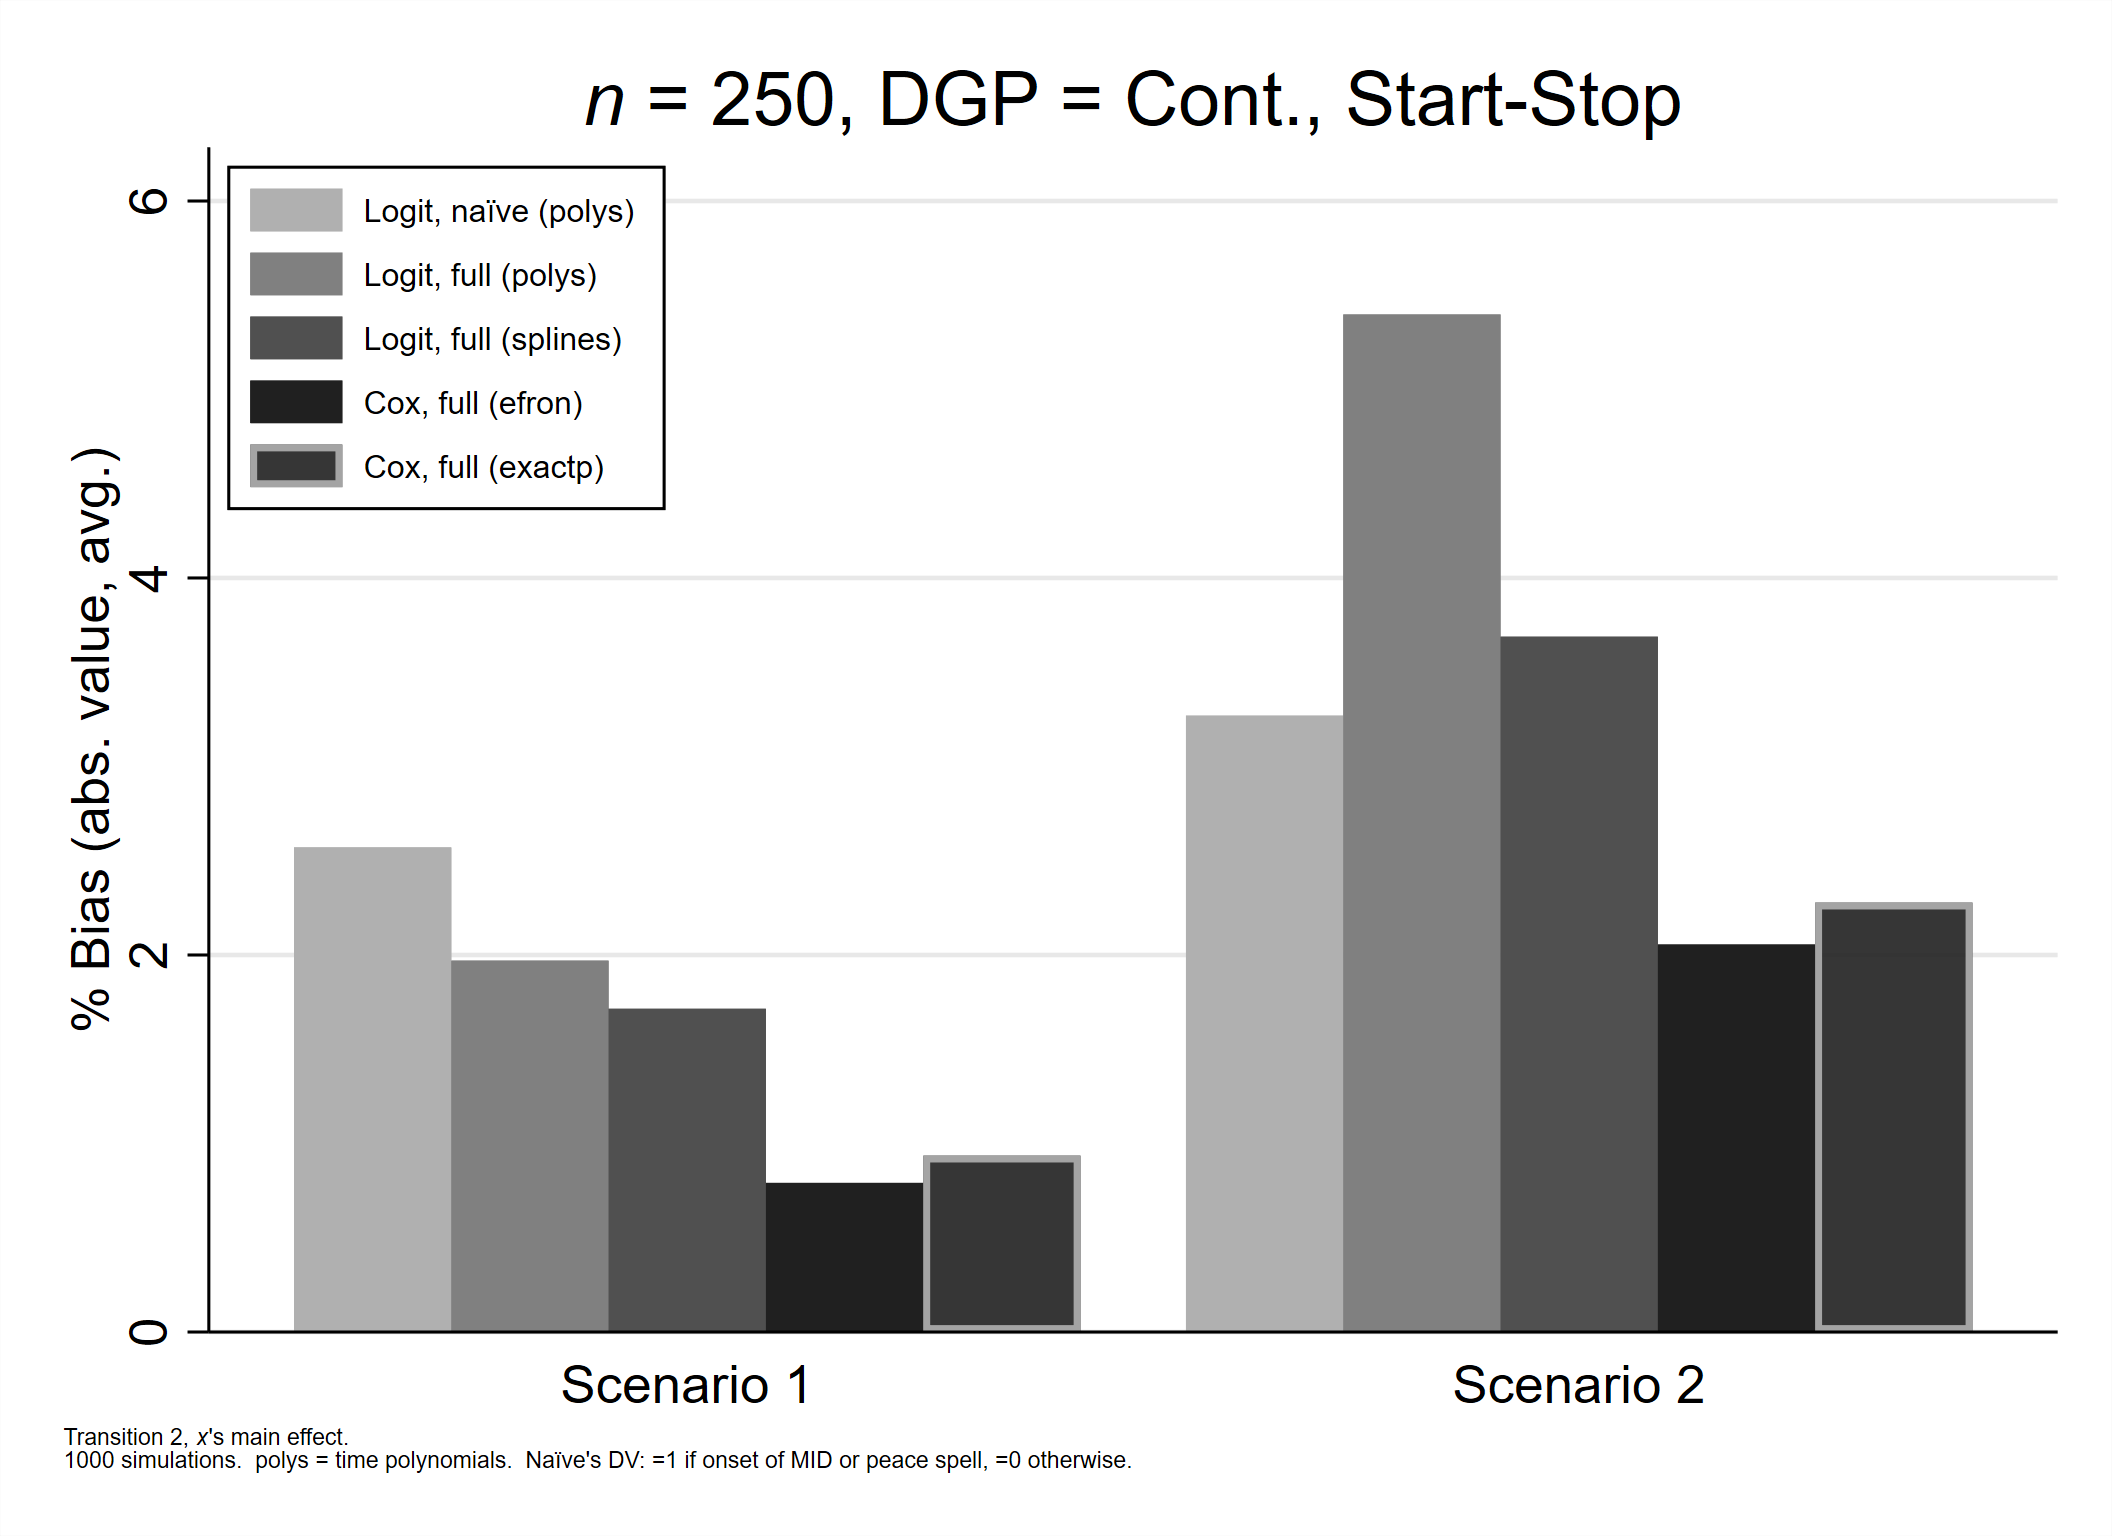 n = 250, DGP = Cont., Start-Stop
Logit, naïve (polys)
Logit, full (polys)
Logit, full (splines)
Cox, full (efron)
Cox, full (exactp)
% Bias (abs. value, avg.)
6
4
2
0
Scenario 1
Scenario 2
Transition 2, x's main effect.
1000 simulations.  polys = time polynomials.  Naïve's DV: =1 if onset of MID or peace spell, =0 otherwise.